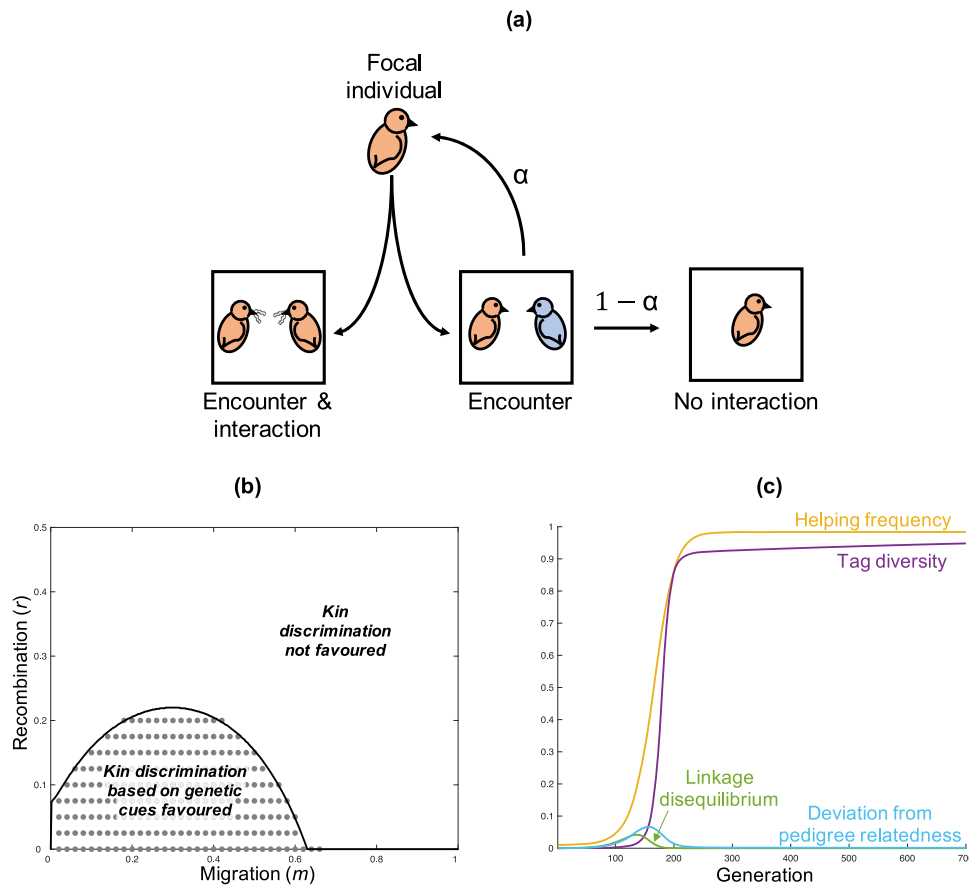 (a)
Focal
individual
α
1 − α
Encounter &
interaction
Encounter
No interaction
(b)
0.5
0.4
0.3
0.2
0.1
0
Recombination (r)
Kin
discrimination
not favoured
Kin discrimination
based on genetic
cues favoured
0
0.2
0.4
0.6
0.8
1
Migration (m)
(c)
1
0.9
0.8
0.7
0.6
0.5
0.4
0.3
0.2
0.1
0
Helping frequency
Tag diversity
Linkage
disequilibrium
Deviation from
pedigree relatedness
100
200
300
400
500
600
700
Generation